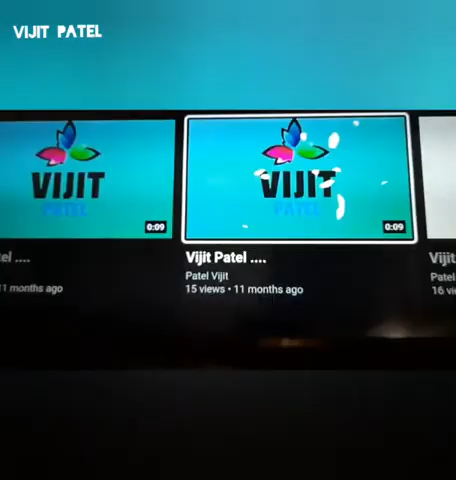 VIJIT PATEL
VIJIT
PATEL
0:09
VIJIT
PATEL
0:09
el ....
11 months ago
Vijit Patel ....
Patel Vijit
15 views • 11 months ago
Vijit
Patel
16 vi